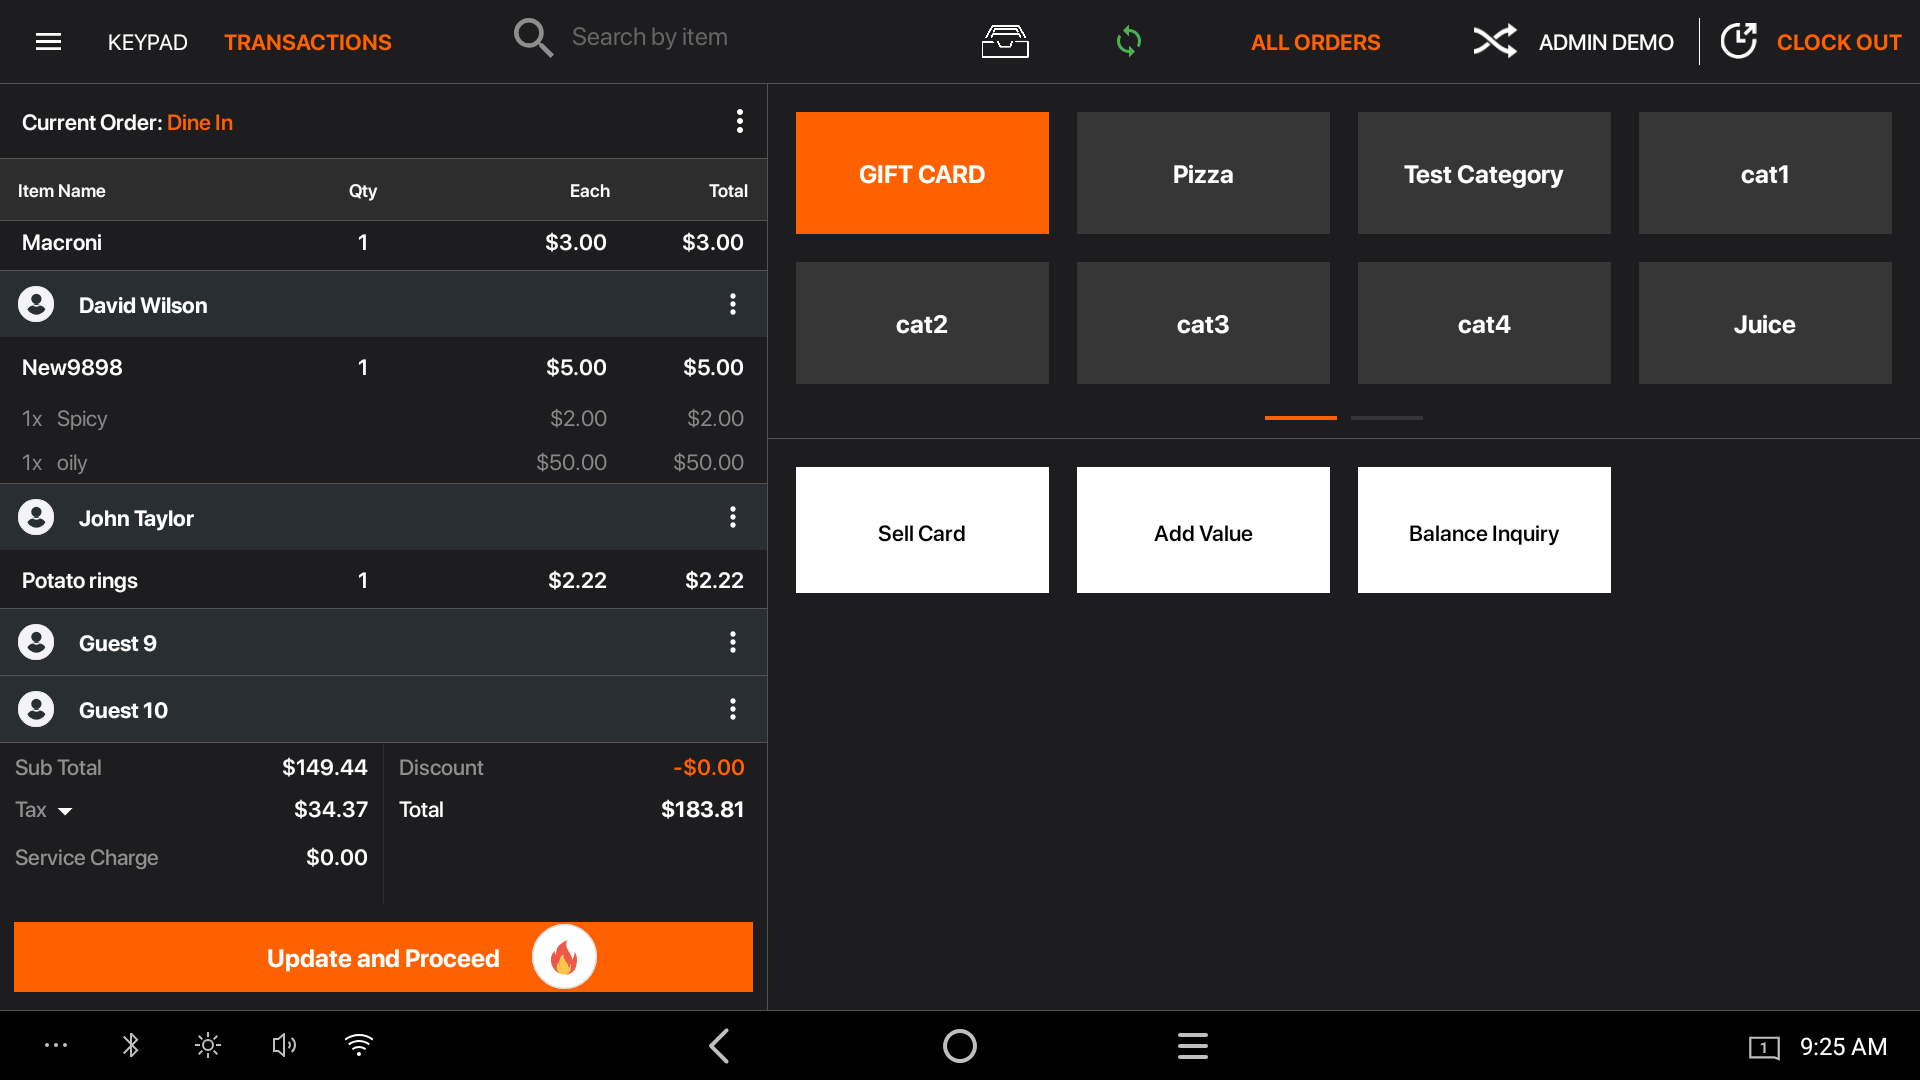 KEYPAD TRANSACTIONS Search by item ALL ORDERS ADMIN DEMO CLOCK OUT
Current Order: Dine In
Item Name Qty Each Total
Macroni 1 $3.00 $3.00
David Wilson
New9898 1 $5.00 $5.00
1x Spicy $2.00 $2.00
1x oily $50.00 $50.00
John Taylor
Potato rings 1 $2.22 $2.22
Guest 9
Guest 10
Sub Total $149.44 Discount -$0.00
Tax $34.37 Total $183.81
Service Charge $0.00
Update and Proceed
GIFT CARD Pizza Test Category cat1
cat2 cat3 cat4 Juice
Sell Card Add Value Balance Inquiry
1 9:25 AM